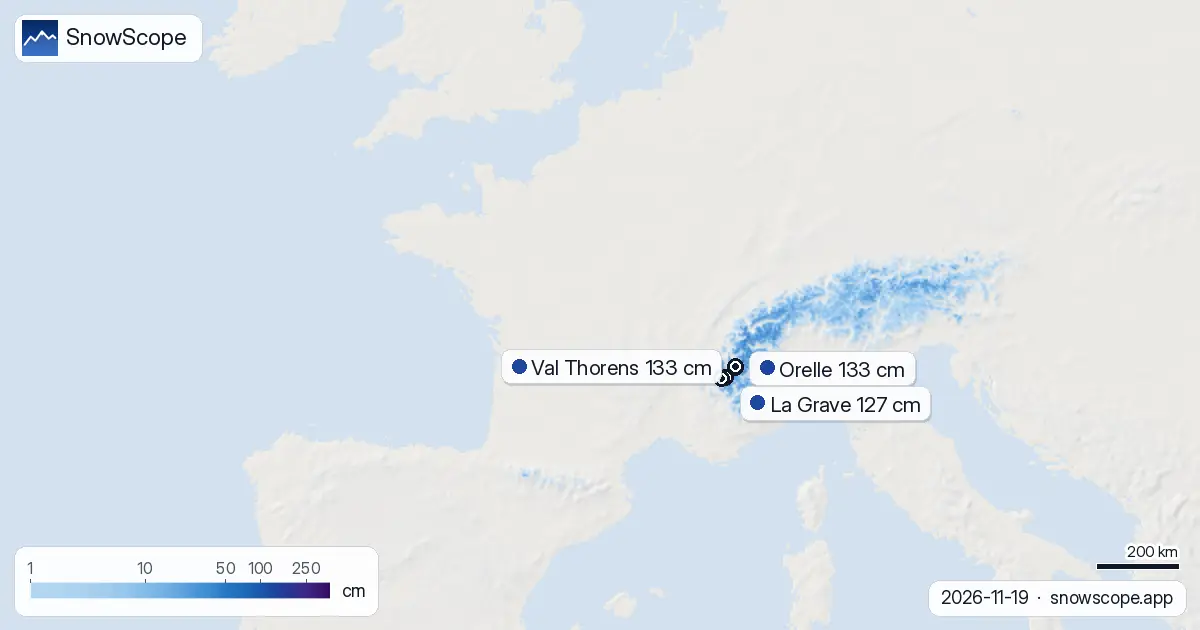 SnowScope
Val Thorens 133 cm
Orelle 133 cm
La Grave 127 cm
1 10 50 100 250
cm
200 km
2026-11-19 · snowscope.app